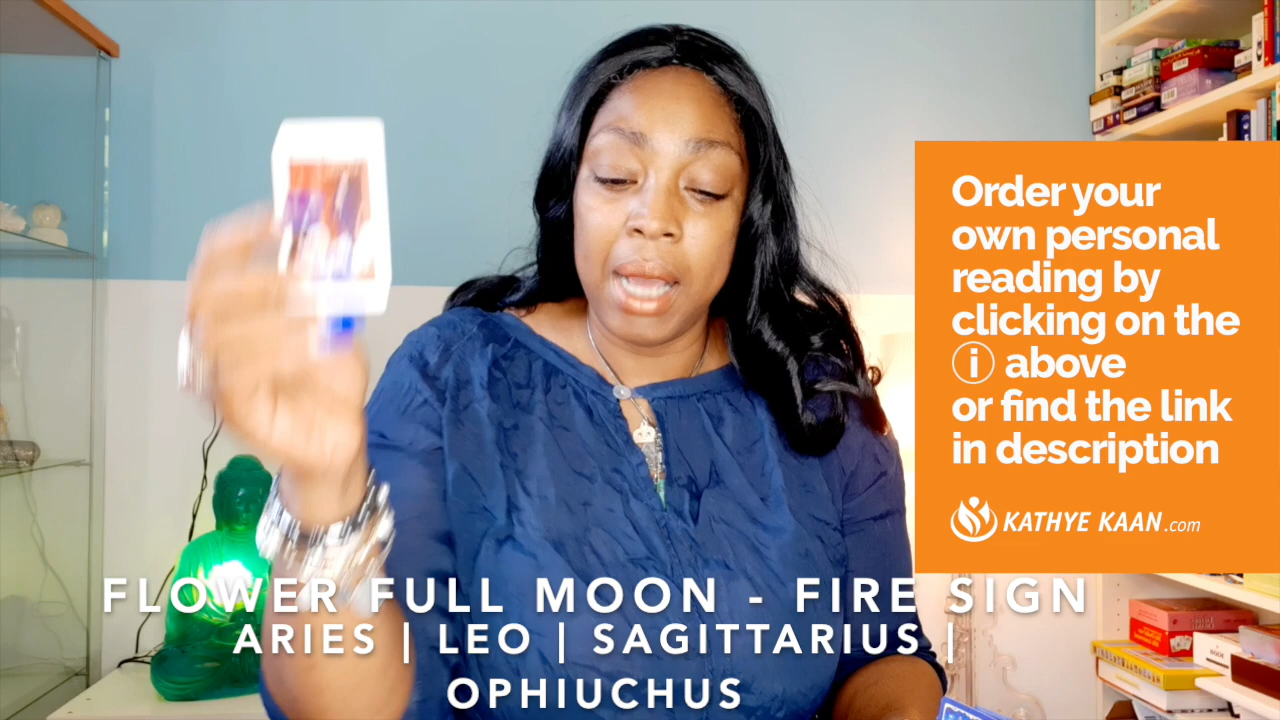 Order your
own personal
reading by
clicking on the
ⓘ above
or find the link
in description
KATHYE KAAN.com
FLOWER FULL MOON - FIRE SIGN
ARIES | LEO | SAGITTARIUS |
OPHIUCHUS